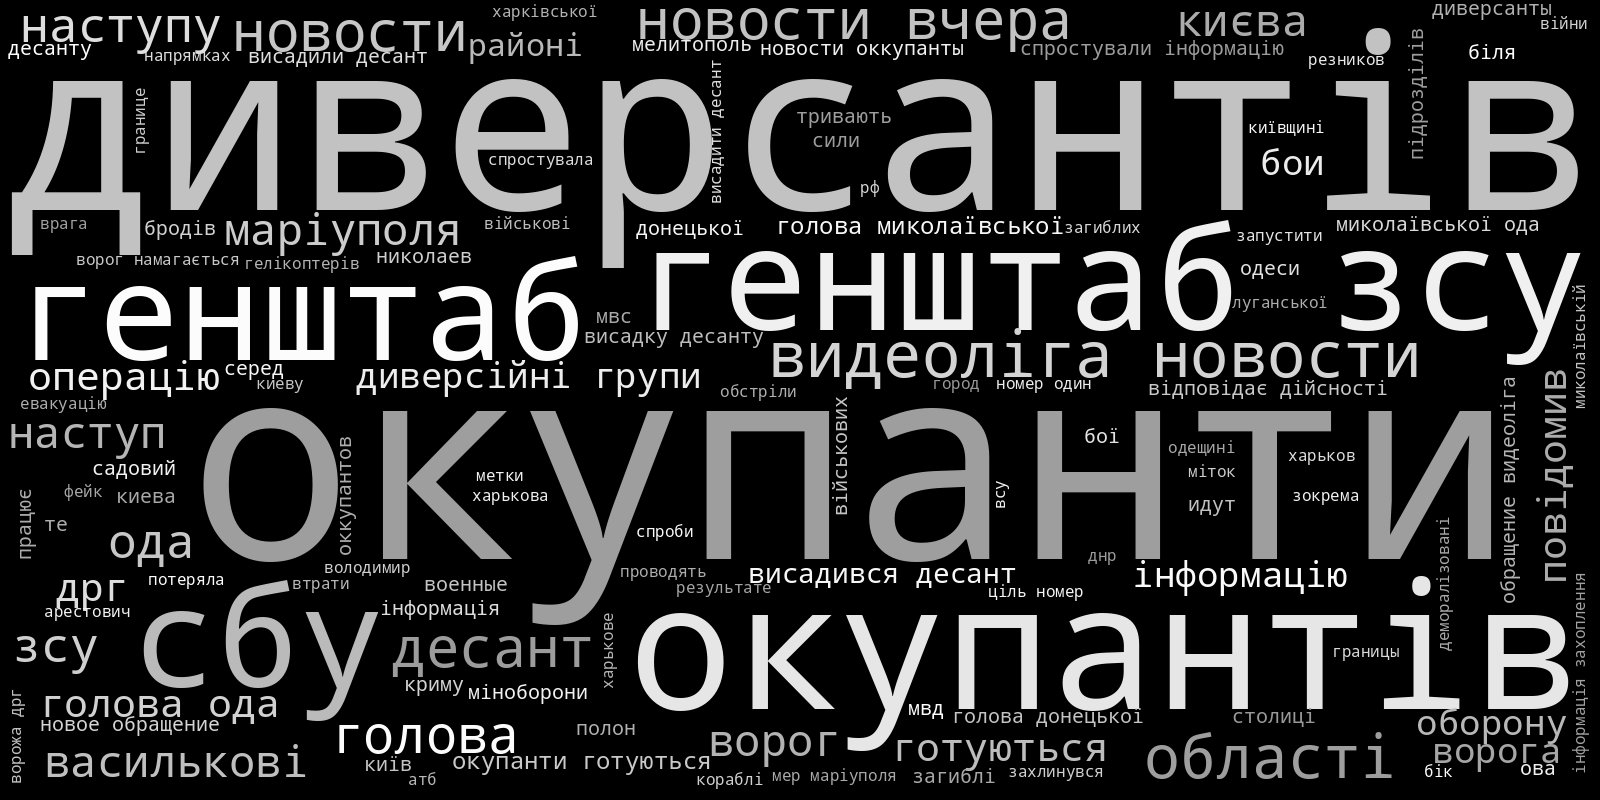 наступу
новости
харківської
новости вчера
києва
диверсанты
війни
десанту
напрямках
висадили десант
районі
мелитополь
новости оккупанты
спростували інформацію
резников
підрозділів
біля
диверсантів
границе
спростувала
висадити десант
тривають
сили
рф
київщині
бои
врага
бродів
маріуполя
військові
донецької
голова миколаївської
загиблих
запустити
миколаївської ода
ворог намагається
гелікоптерів
николаев
генштаб
генштаб зсу
одеси
луганської
миколаївській
мвс
висадку десанту
видеоліга новости
операцію
серед
киеву
диверсійні групи
обстріли
город
номер один
відповідає дійсності
евакуацію
наступ
окупанти
військових
оккупантов
бої
одещині
міток
идут
харьков
зокрема
обращение видеоліга
повідомив
садовий
фейк
киева
метки
харькова
всу
працює
те
ода
спроби
днр
деморалізовані
дрг
потеряла
володимир
втрати
военные
проводять
результате
висадився десант
ціль номер
інформацію
арестович
інформація
зсу
сбу
десант
харькове
окупантів
границы
інформація захоплення
криму
міноборони
голова ода
новое обращение
ворожа дрг
мвд
голова донецької
столиці
оборону
василькові
голова
полон
ворог
готуються
області
ворога
київ
атб
окупанти готуються
кораблі
мер маріуполя
загиблі
захлинувся
бік
ова